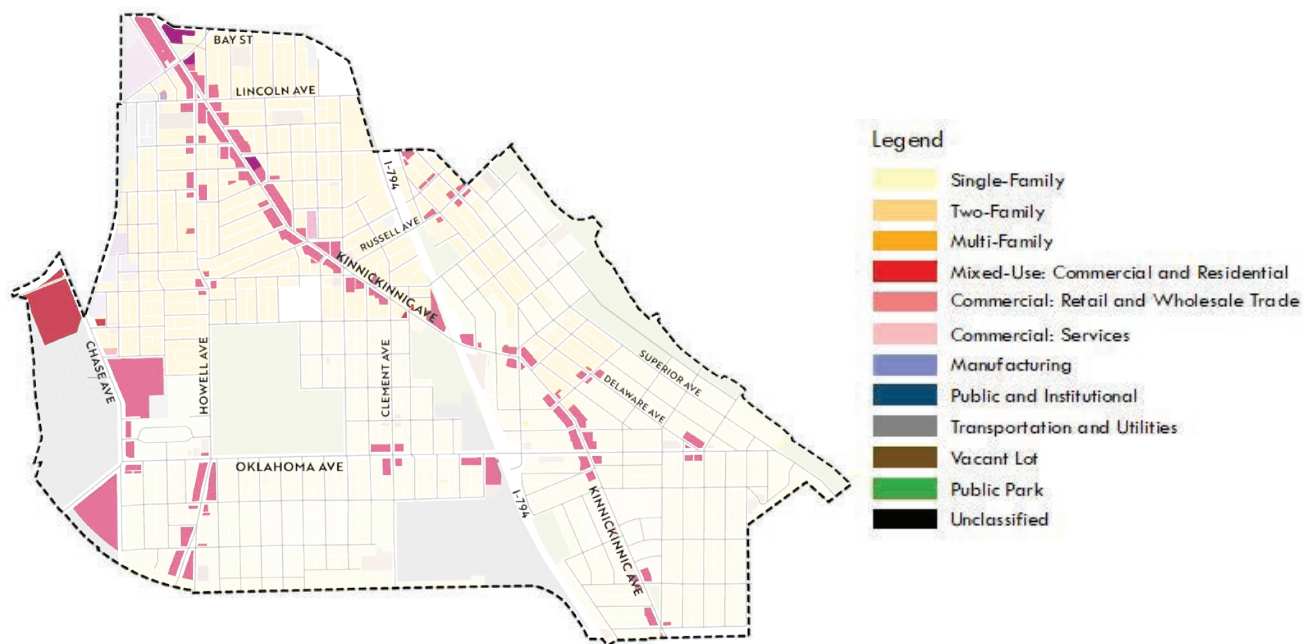 BAY ST
LINCOLN AVE
I-794
RUSSELL AVE
KINNICKINNIC AVE
CHASE AVE
HOWELL AVE
CLEMENT AVE
SUPERIOR AVE
DELAWARE AVE
OKLAHOMA AVE
I-794
KINNICKINNIC AVE
Legend
Single-Family
Two-Family
Multi-Family
Mixed-Use: Commercial and Residential
Commercial: Retail and Wholesale Trade
Commercial: Services
Manufacturing
Public and Institutional
Transportation and Utilities
Vacant Lot
Public Park
Unclassified